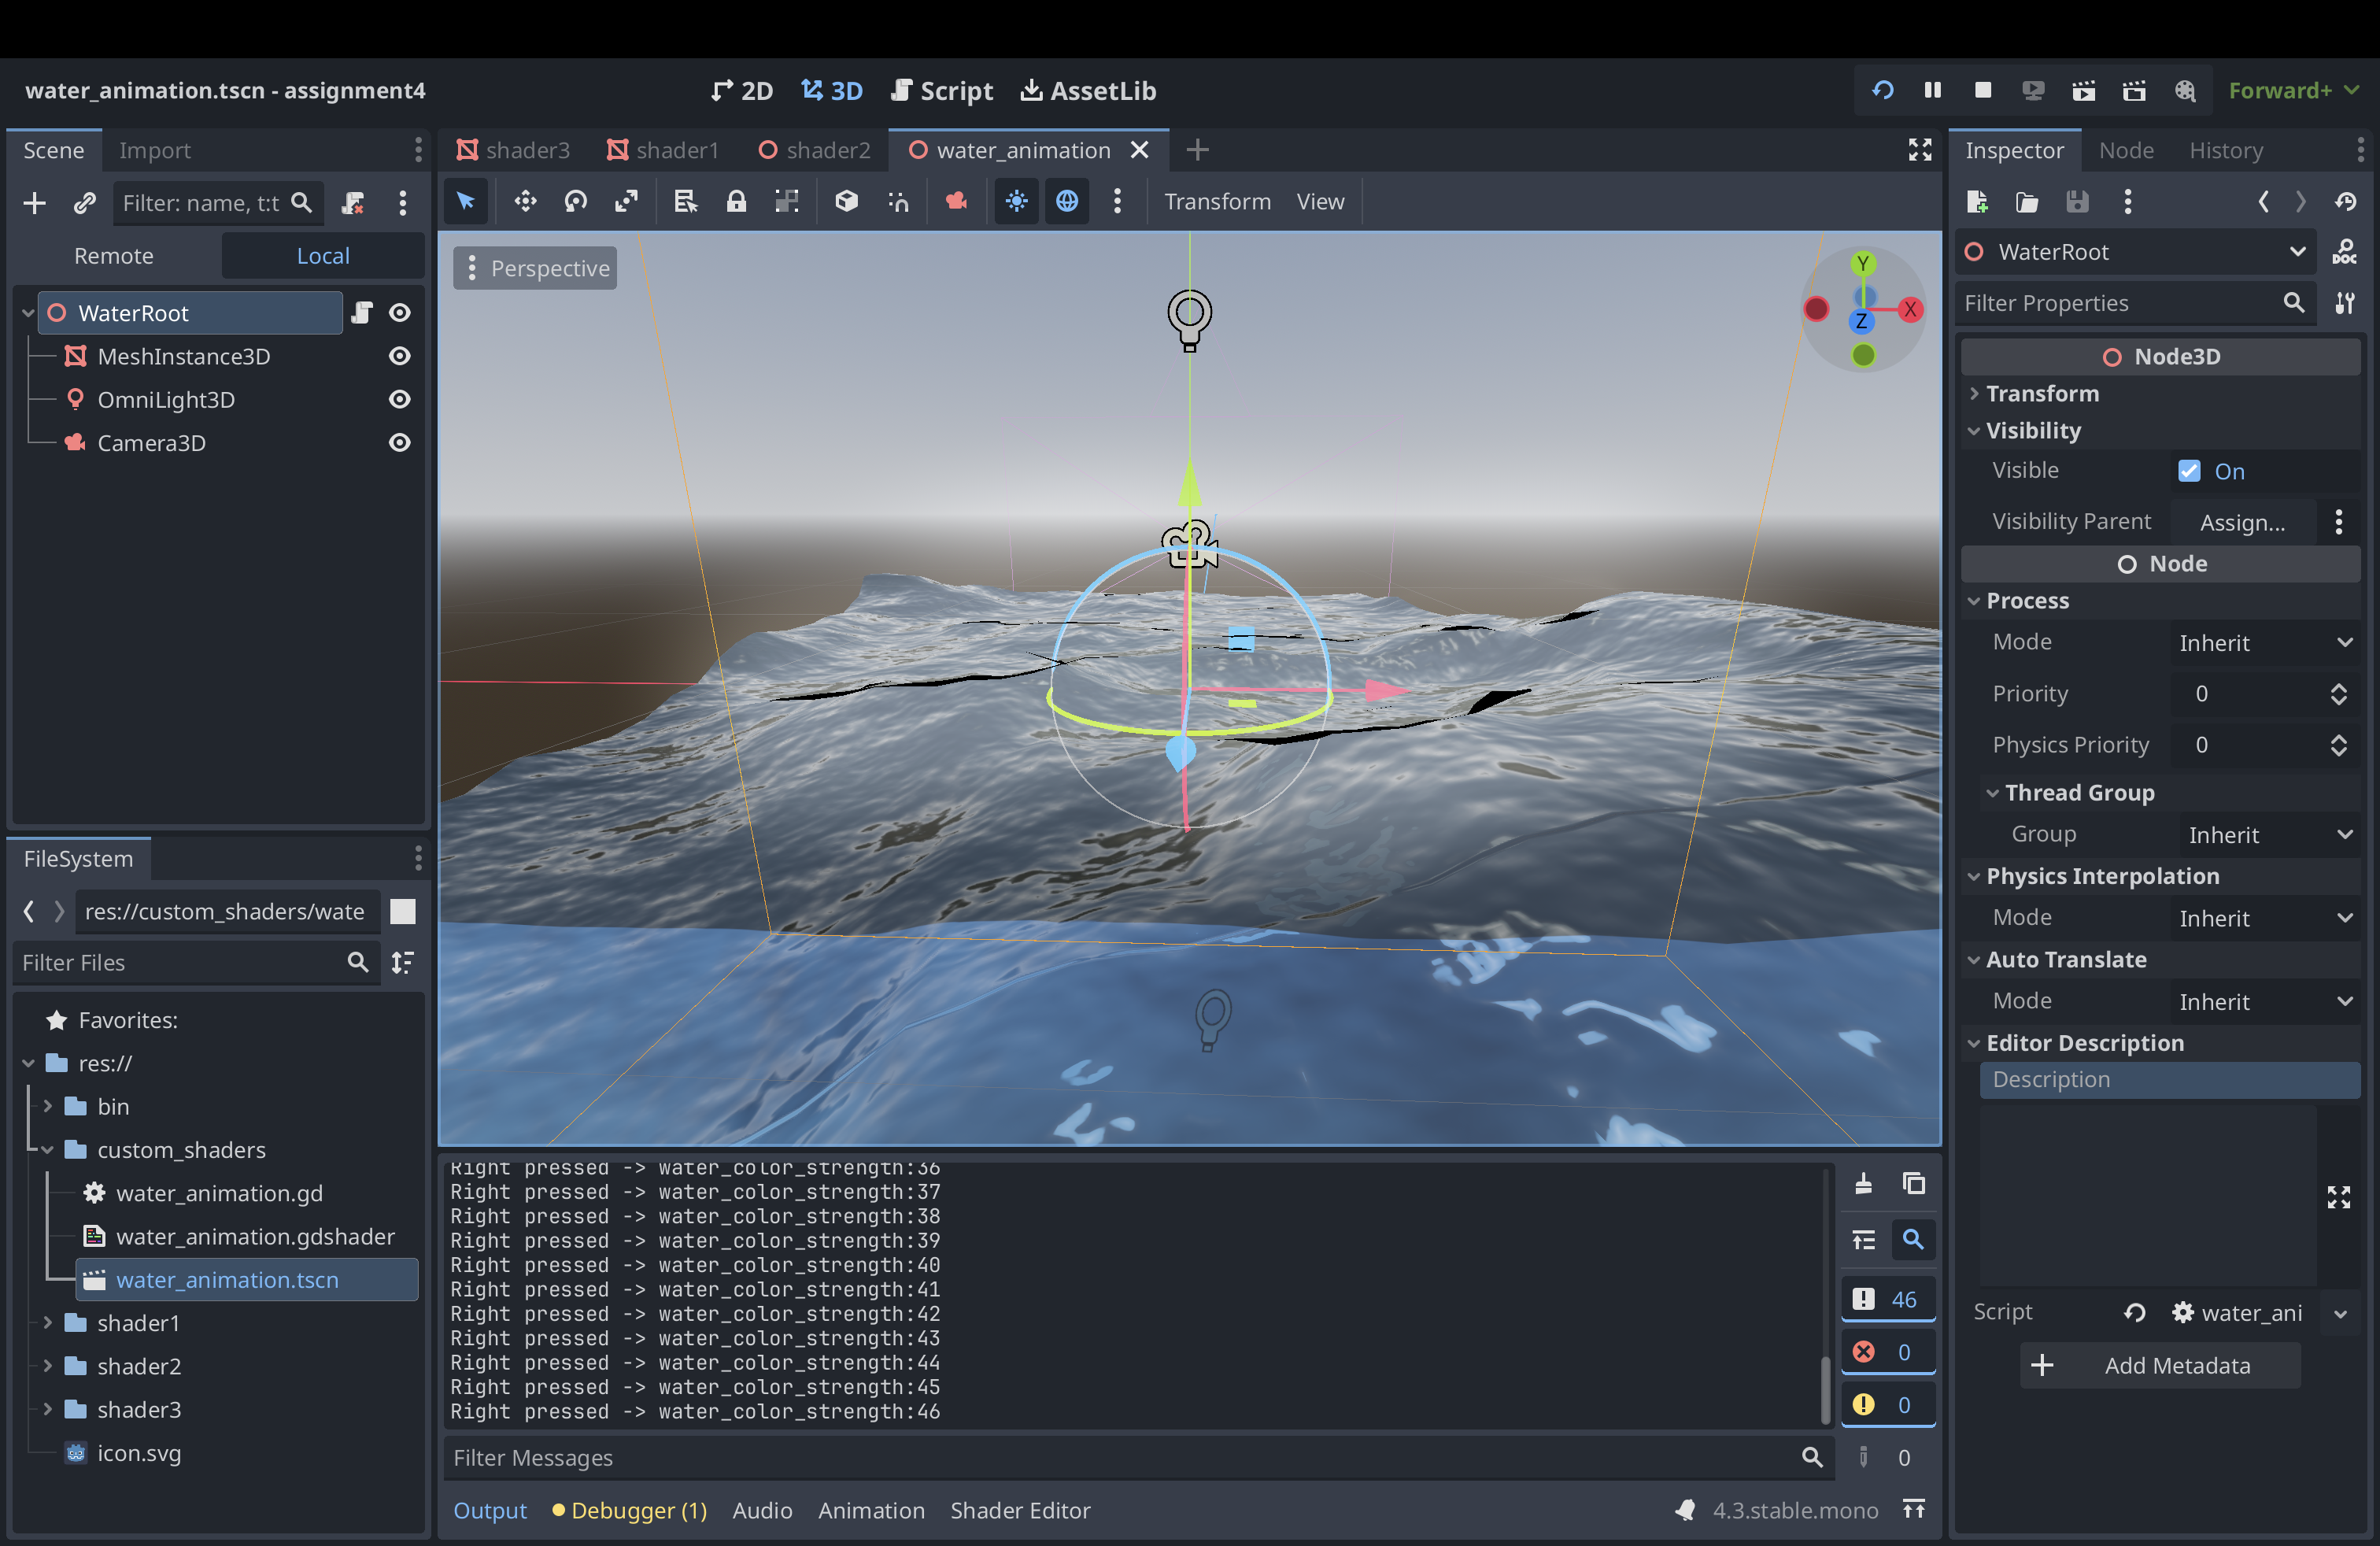 water_animation.tscn - assignment4
2D
3D
Script
AssetLib
Forward+
Scene
Import
Filter: name, t:t
Remote
Local
WaterRoot
MeshInstance3D
OmniLight3D
Camera3D
FileSystem
res://custom_shaders/wate
Filter Files
Favorites:
res://
bin
custom_shaders
water_animation.gd
water_animation.gdshader
water_animation.tscn
shader1
shader2
shader3
icon.svg
shader3
shader1
shader2
water_animation
Transform
View
Perspective
Y
X
Z
Right pressed -> water_color_strength:36
Right pressed -> water_color_strength:37
Right pressed -> water_color_strength:38
Right pressed -> water_color_strength:39
Right pressed -> water_color_strength:40
Right pressed -> water_color_strength:41
Right pressed -> water_color_strength:42
Right pressed -> water_color_strength:43
Right pressed -> water_color_strength:44
Right pressed -> water_color_strength:45
Right pressed -> water_color_strength:46
46
0
0
0
Filter Messages
Output
Debugger (1)
Audio
Animation
Shader Editor
4.3.stable.mono
Inspector
Node
History
WaterRoot
DOC
Filter Properties
Node3D
Transform
Visibility
Visible
On
Visibility Parent
Assign...
Node
Process
Mode
Inherit
Priority
0
Physics Priority
0
Thread Group
Group
Inherit
Physics Interpolation
Mode
Inherit
Auto Translate
Mode
Inherit
Editor Description
Description
Script
water_ani
Add Metadata